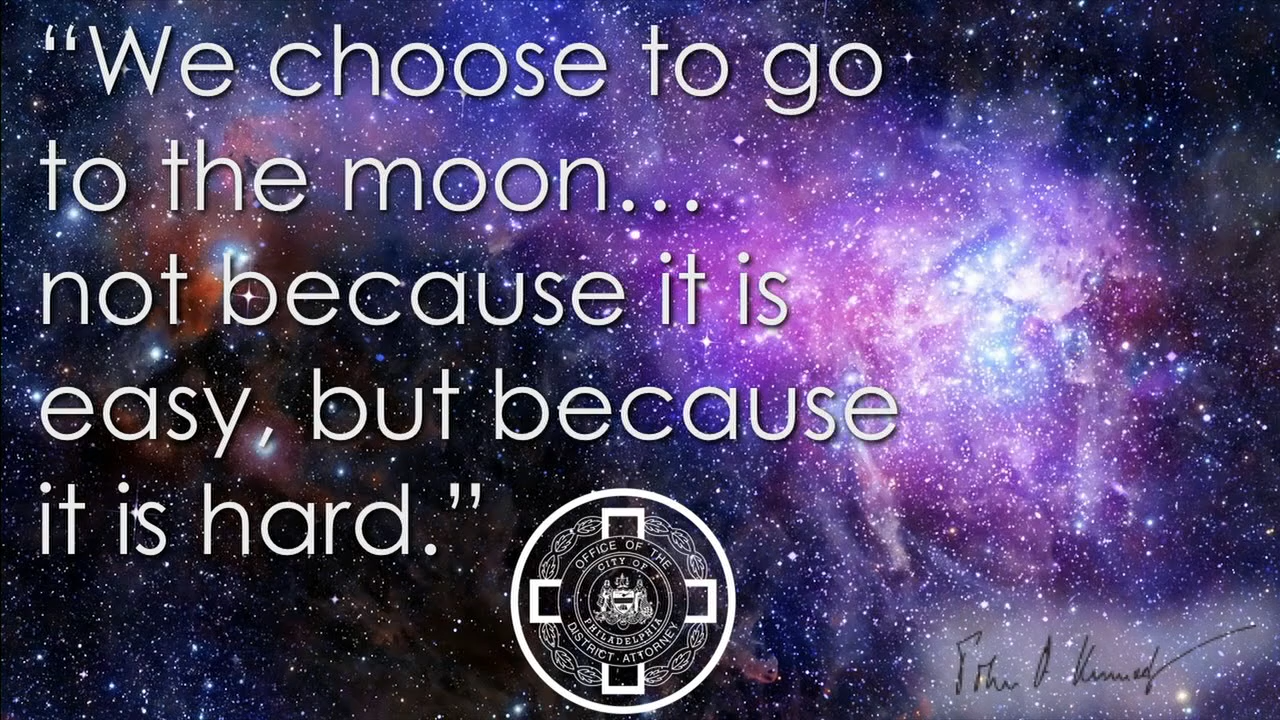 “We choose to go
to the moon...
not because it is
easy, but because
it is hard.”
OFFICE OF THE
CITY OF
PHILADELPHIA
DISTRICT ATTORNEY